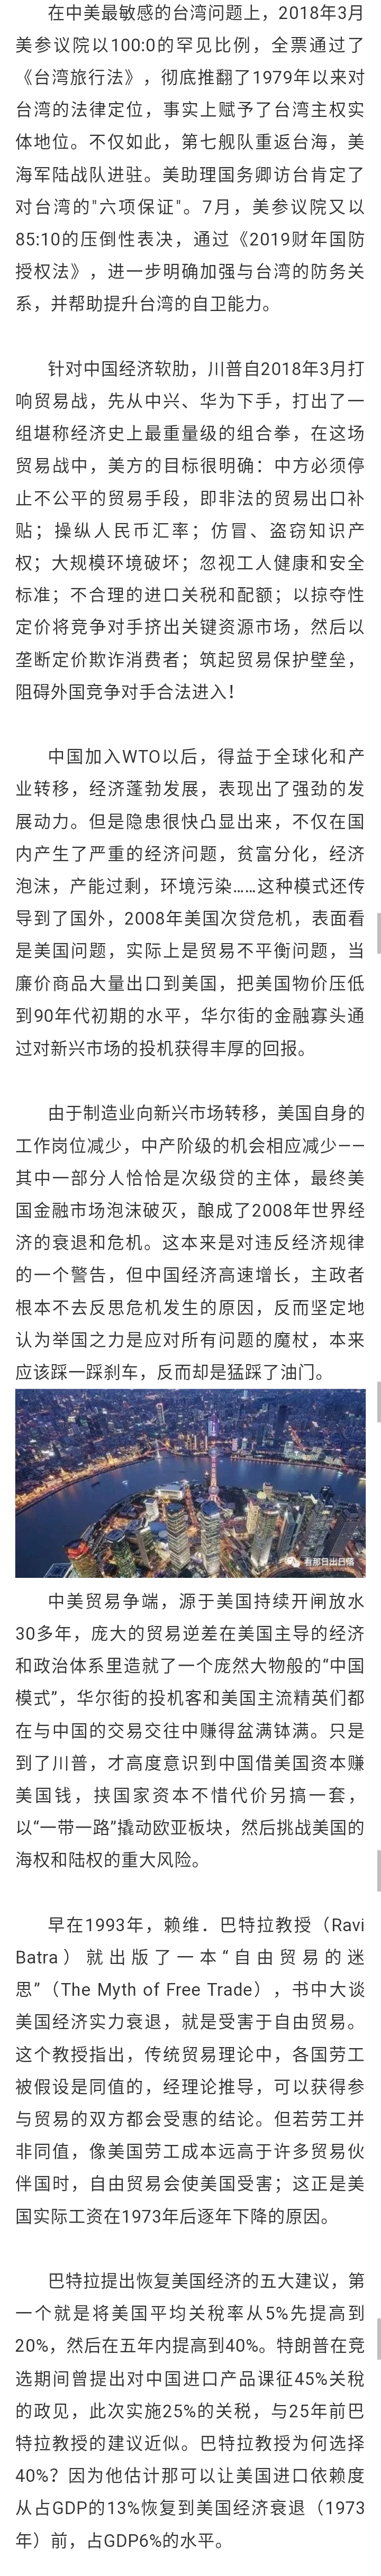 在中美最敏感的台湾问题上，2018年3月
美参议院以100:0的罕见比例，全票通过了
《台湾旅行法》，彻底推翻了1979年以来对
台湾的法律定位，事实上赋予了台湾主权实
体地位。不仅如此，第七舰队重返台海，美
海军陆战队进驻。美助理国务卿访台肯定了
对台湾的"六项保证"。7月，美参议院又以
85:10的压倒性表决，通过《2019财年国防
授权法》，进一步明确加强与台湾的防务关
系，并帮助提升台湾的自卫能力。
针对中国经济软肋，川普自2018年3月打
响贸易战，先从中兴、华为下手，打出了一
组堪称经济史上最重量级的组合拳，在这场
贸易战中，美方的目标很明确：中方必须停
止不公平的贸易手段，即非法的贸易出口补
贴；操纵人民币汇率；仿冒、盗窃知识产
权；大规模环境破坏；忽视工人健康和安全
标准；不合理的进口关税和配额；以掠夺性
定价将竞争对手挤出关键资源市场，然后以
垄断定价欺诈消费者；筑起贸易保护壁垒，
阻碍外国竞争对手合法进入！
中国加入WTO以后，得益于全球化和产
业转移，经济蓬勃发展，表现出了强劲的发
展动力。但是隐患很快凸显出来，不仅在国
内产生了严重的经济问题，贫富分化，经济
泡沫，产能过剩，环境污染……这种模式还传
导到了国外，2008年美国次贷危机，表面看
是美国问题，实际上是贸易不平衡问题，当
廉价商品大量出口到美国，把美国物价压低
到90年代初期的水平，华尔街的金融寡头通
过对新兴市场的投机获得丰厚的回报。
由于制造业向新兴市场转移，美国自身的
工作岗位减少，中产阶级的机会相应减少——
其中一部分人恰恰是次级贷的主体，最终美
国金融市场泡沫破灭，酿成了2008年世界经
济的衰退和危机。这本来是对违反经济规律
的一个警告，但中国经济高速增长，主政者
根本不去反思危机发生的原因，反而坚定地
认为举国之力是应对所有问题的魔杖，本来
应该踩一踩刹车，反而却是猛踩了油门。
看那日出日落
中美贸易争端，源于美国持续开闸放水
30多年，庞大的贸易逆差在美国主导的经济
和政治体系里造就了一个庞然大物般的“中国
模式”，华尔街的投机客和美国主流精英们都
在与中国的交易交往中赚得盆满钵满。只是
到了川普，才高度意识到中国借美国资本赚
美国钱，挟国家资本不惜代价另搞一套，
以“一带一路”撬动欧亚板块，然后挑战美国的
海权和陆权的重大风险。
早在1993年，赖维．巴特拉教授（Ravi
Batra）就出版了一本“自由贸易的迷
思”（The Myth of Free Trade），书中大谈
美国经济实力衰退，就是受害于自由贸易。
这个教授指出，传统贸易理论中，各国劳工
被假设是同值的，经理论推导，可以获得参
与贸易的双方都会受惠的结论。但若劳工并
非同值，像美国劳工成本远高于许多贸易伙
伴国时，自由贸易会使美国受害；这正是美
国实际工资在1973年后逐年下降的原因。
巴特拉提出恢复美国经济的五大建议，第
一个就是将美国平均关税率从5%先提高到
20%，然后在五年内提高到40%。特朗普在竞
选期间曾提出对中国进口产品课征45%关税
的政见，此次实施25%的关税，与25年前巴
特拉教授的建议近似。巴特拉教授为何选择
40%？因为他估计那可以让美国进口依赖度
从占GDP的13%恢复到美国经济衰退（1973
年）前，占GDP6%的水平。